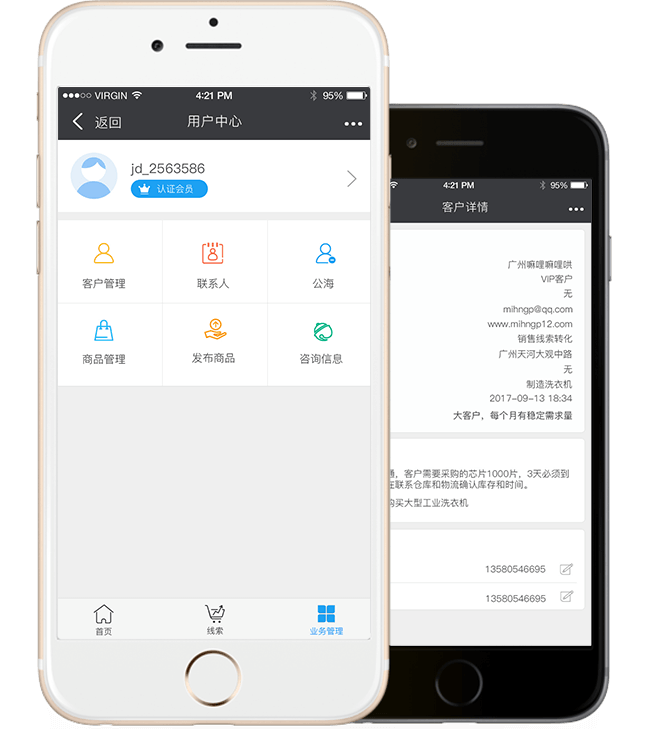 VIRGIN 4:21 PM 95%
返回 用户中心
jd_2563586
认证会员
客户管理 联系人 公海
商品管理 发布商品 咨询信息
首页 线索 业务管理
4:21 PM 95%
客户详情
广州嘛哩嘛哩哄
VIP客户
无
mihngp@qq.com
www.mihngp12.com
销售线索转化
广州天河大观中路
无
制造洗衣机
2017-09-13 18:34
大客户，每个月有稳定需求量
，客户需要采购的芯片1000片，3天必须到
联系仓库和物流确认库存和时间。
买大型工业洗衣机
13580546695
13580546695